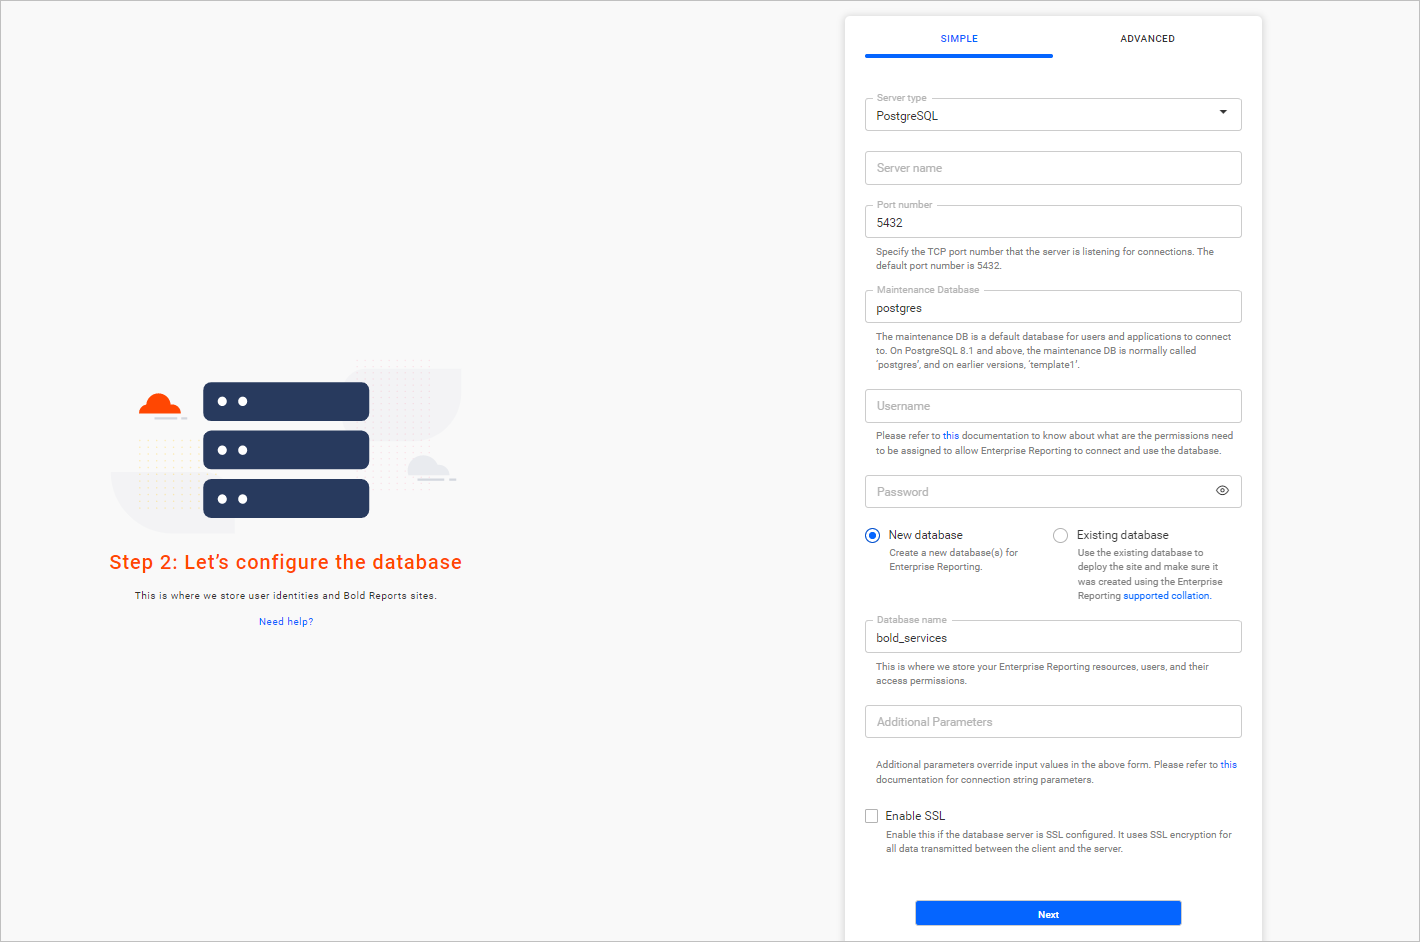 SIMPLE
ADVANCED
Server type
PostgreSQL
Server name
Port number
5432
Specify the TCP port number that the server is listening for connections. The
default port number is 5432.
Maintenance Database
postgres
The maintenance DB is a default database for users and applications to connect
to. On PostgreSQL 8.1 and above, the maintenance DB is normally called
'postgres', and on earlier versions, 'template1'.
Username
Please refer to this documentation to know about what are the permissions need
to be assigned to allow Enterprise Reporting to connect and use the database.
Password
New database
Create a new database(s) for
Enterprise Reporting.
Existing database
Use the existing database to
deploy the site and make sure it
was created using the Enterprise
Reporting supported collation.
Database name
bold_services
This is where we store your Enterprise Reporting resources, users, and their
access permissions.
Additional Parameters
Additional parameters override input values in the above form. Please refer to this
documentation for connection string parameters.
Enable SSL
Enable this if the database server is SSL configured. It uses SSL encryption for
all data transmitted between the client and the server.
Next
Step 2: Let’s configure the database
This is where we store user identities and Bold Reports sites.
Need help?